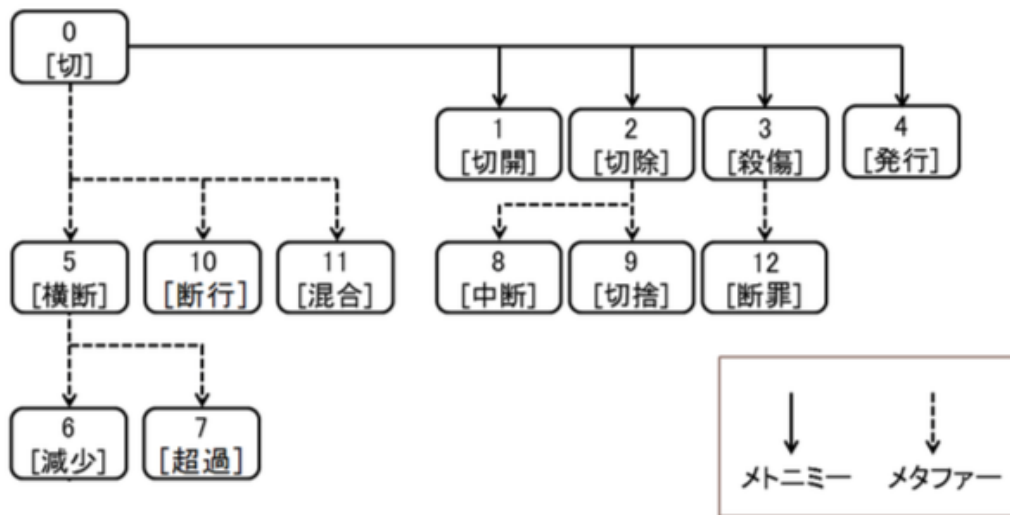 0
[切]
1
[切開]
2
[切除]
3
[殺傷]
4
[発行]
5
[横断]
10
[断行]
11
[混合]
8
[中断]
9
[切捨]
12
[断罪]
6
[減少]
7
[超過]
メトニミー
メタファー